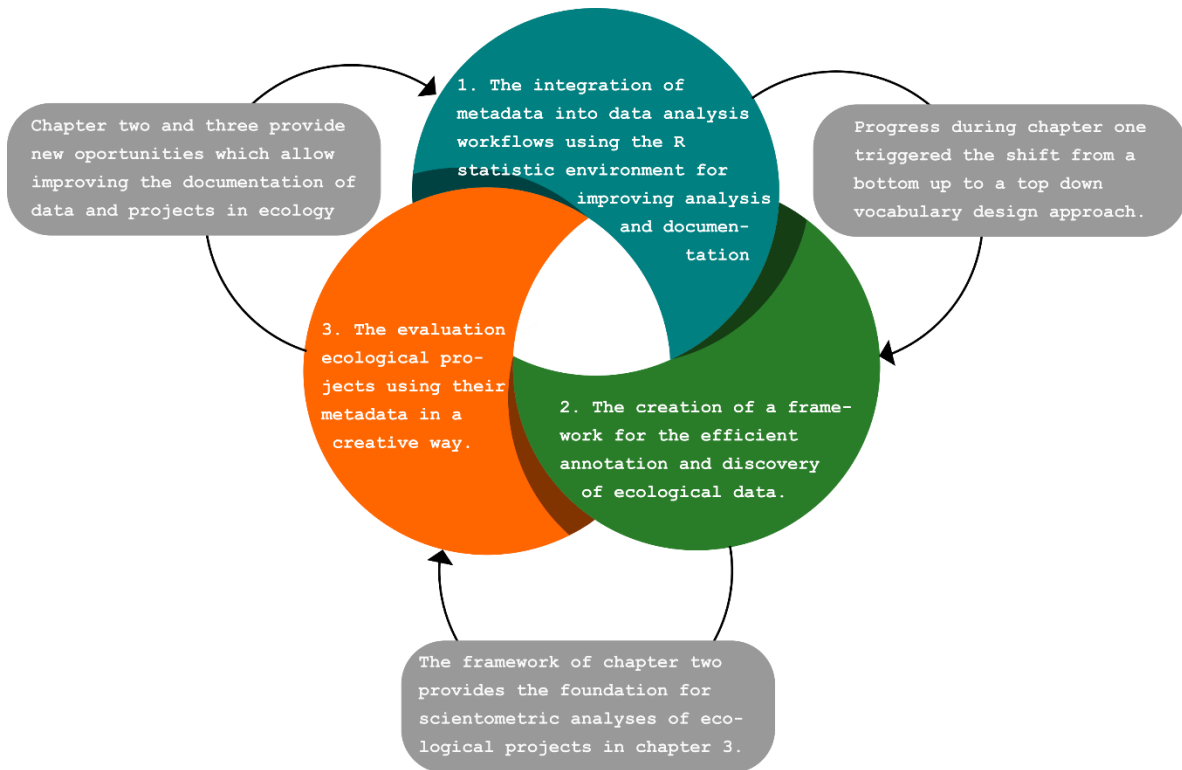 1. The integration of
metadata into data analysis
workflows using the R
statistic environment for
improving analysis
and documen-
tation
Chapter two and three provide
new oportunities which allow
improving the documentation of
data and projects in ecology
Progress during chapter one
triggered the shift from a
bottom up to a top down
vocabulary design approach.
3. The evaluation
ecological pro-
jects using their
metadata in a
creative way.
2. The creation of a frame-
work for the efficient
annotation and discovery
of ecological data.
The framework of chapter two
provides the foundation for
scientometric analyses of eco-
logical projects in chapter 3.